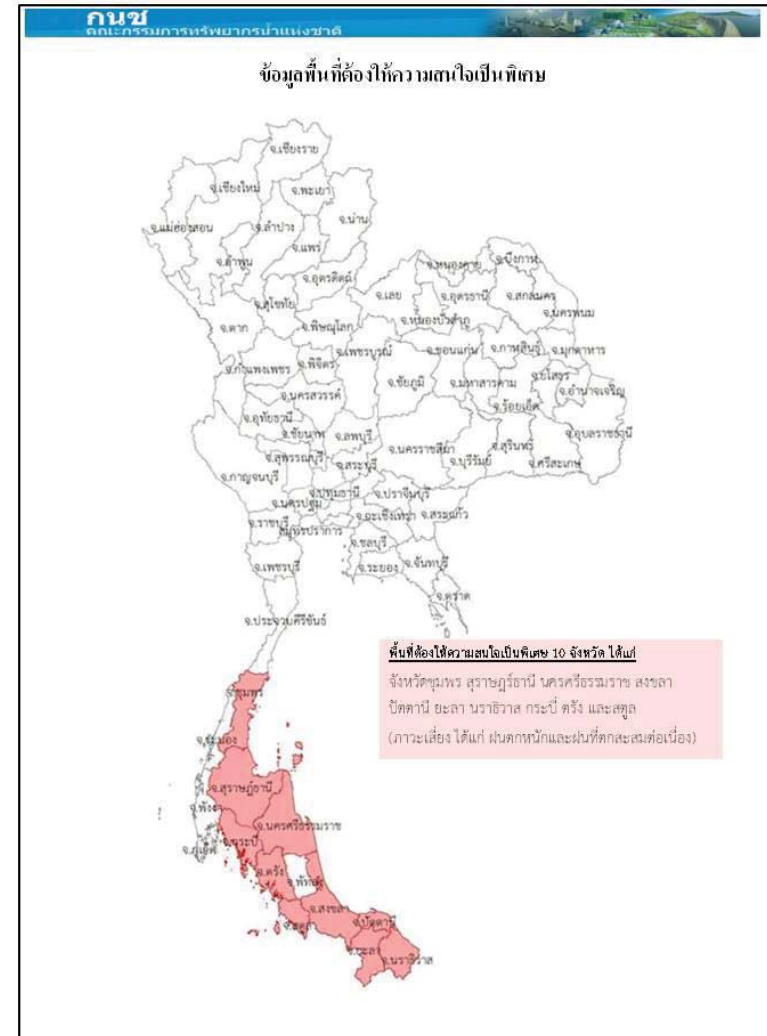 กนช
คณะกรรมการทรัพยากรน้ำแห่งชาติ
ข้อมูลพื้นที่ต้องให้ความสนใจเป็นพิเศษ
จ.เชียงราย
จ.เชียงใหม่
จ.พะเยา
จ.น่าน
จ.แม่ฮ่องสอน
จ.ลำปาง
จ.แพร่
จ.ลำพูน
จ.อุตรดิตถ์
จ.บึงกาฬ
จ.หนองคาย
จ.เลย
จ.อุดรธานี
จ.สกลนคร
จ.นครพนม
จ.สุโขทัย
จ.หนองบัวลำภู
จ.ตาก
จ.พิษณุโลก
จ.เพชรบูรณ์
จ.ขอนแก่น
จ.กาฬสินธุ์
จ.มุกดาหาร
จ.กำแพงเพชร
จ.พิจิตร
จ.ชัยภูมิ
จ.มหาสารคาม
จ.ยโสธร
จ.อำนาจเจริญ
จ.นครสวรรค์
จ.ร้อยเอ็ด
จ.อุทัยธานี
จ.ชัยนาท
จ.ลพบุรี
จ.อุบลราชธานี
จ.นครราชสีมา
จ.สุรินทร์
จ.สุพรรณบุรี
จ.สระบุรี
จ.บุรีรัมย์
จ.ศรีสะเกษ
จ.กาญจนบุรี
จ.ปทุมธานี
จ.ปราจีนบุรี
จ.นครปฐม
จ.ฉะเชิงเทรา
จ.สระแก้ว
จ.ราชบุรี
สมุทรปราการ
จ.ชลบุรี
จ.เพชรบุรี
จ.ระยอง
จ.จันทบุรี
จ.ตราด
จ.ประจวบคีรีขันธ์
พื้นที่ต้องให้ความสนใจเป็นพิเศษ 10 จังหวัด ได้แก่
จังหวัดชุมพร สุราษฎร์ธานี นครศรีธรรมราช สงขลา
ปัตตานี ยะลา นราธิวาส กระบี่ ตรัง และสตูล
(ภาวะเสี่ยง ได้แก่ ฝนตกหนักและฝนที่ตกสะสมต่อเนื่อง)
จ.ชุมพร
จ.ระนอง
จ.สุราษฎร์ธานี
จ.พังงา
จ.นครศรีธรรมราช
จ.กระบี่
จ.ภูเก็ต
จ.ตรัง
จ.พัทลุง
จ.สงขลา
จ.สตูล
จ.ปัตตานี
จ.ยะลา
จ.นราธิวาส